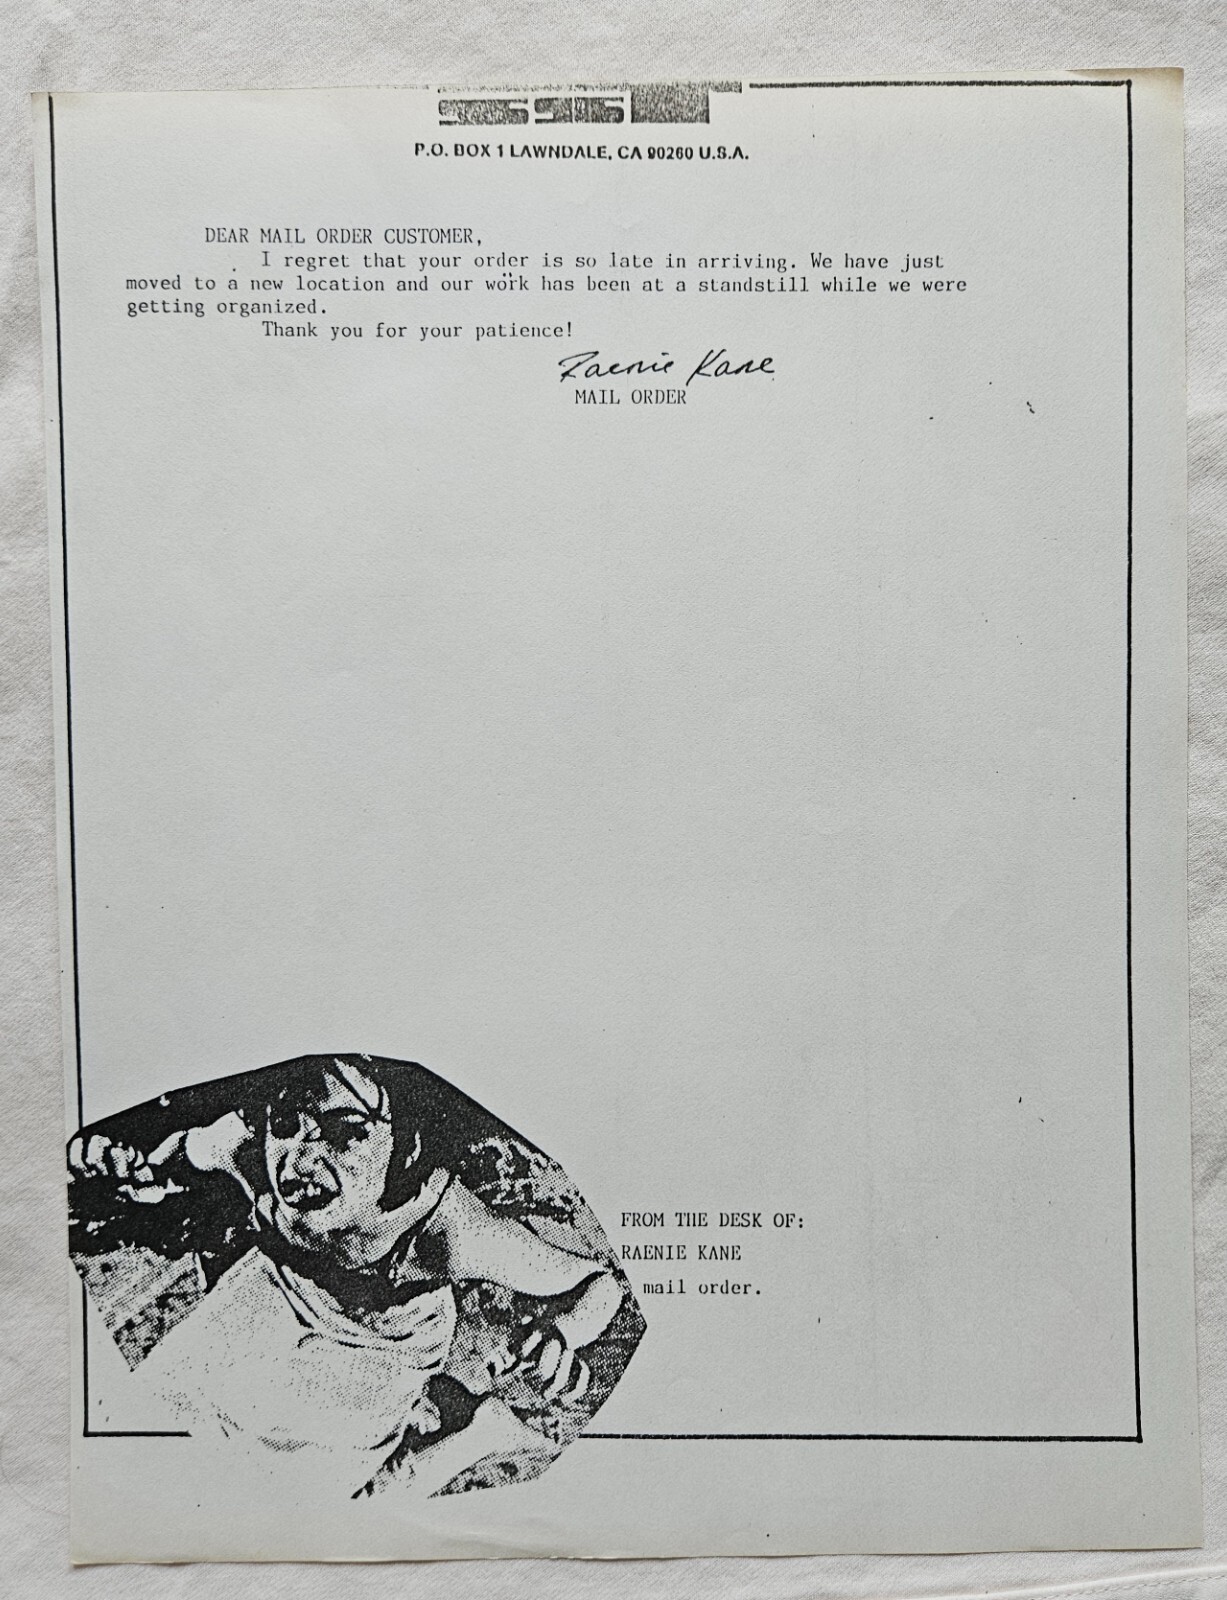 SST
P.O. BOX 1 LAWNDALE, CA 90260 U.S.A.
DEAR MAIL ORDER CUSTOMER,
I regret that your order is so late in arriving. We have just
moved to a new location and our work has been at a standstill while we were
getting organized.
Thank you for your patience!
Raenie Kane
MAIL ORDER
FROM THE DESK OF:
RAENIE KANE
mail order.